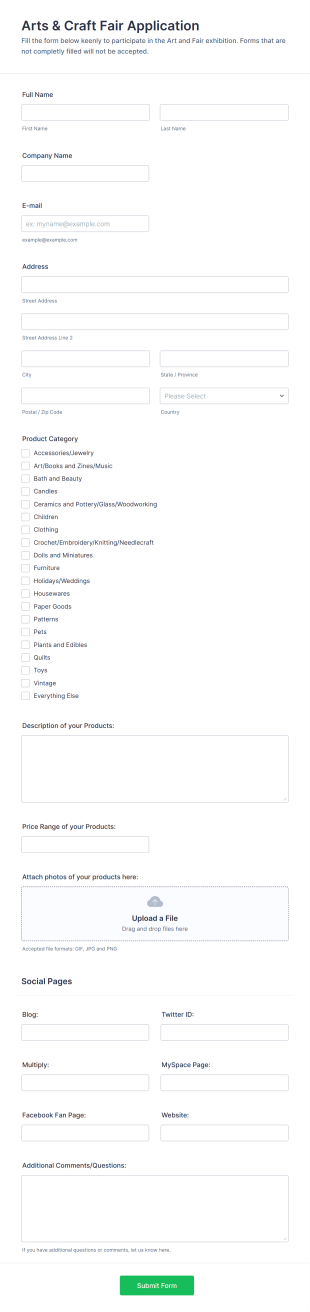 Arts & Craft Fair Application
Fill the form below keenly to participate in the Art and Fair exhibition. Forms that are
not completly filled will not be accepted.
Full Name
First Name
Last Name
Company Name
E-mail
ex: myname@example.com
example@example.com
Address
Street Address
Street Address Line 2
City
State / Province
Please Select
Postal / Zip Code
Country
Product Category
Accessories/Jewelry
Art/Books and Zines/Music
Bath and Beauty
Candles
Ceramics and Pottery/Glass/Woodworking
Children
Clothing
Crochet/Embroidery/Knitting/Needlecraft
Dolls and Miniatures
Furniture
Holidays/Weddings
Housewares
Paper Goods
Patterns
Pets
Plants and Edibles
Quilts
Toys
Vintage
Everything Else
Description of your Products:
Price Range of your Products:
Attach photos of your products here:
Upload a File
Drag and drop files here
Accepted file formats: GIF, JPG and PNG
Social Pages
Blog:
Twitter ID:
Multiply:
MySpace Page:
Facebook Fan Page:
Website:
Additional Comments/Questions:
If you have additional questions or comments, let us know here.
Submit Form